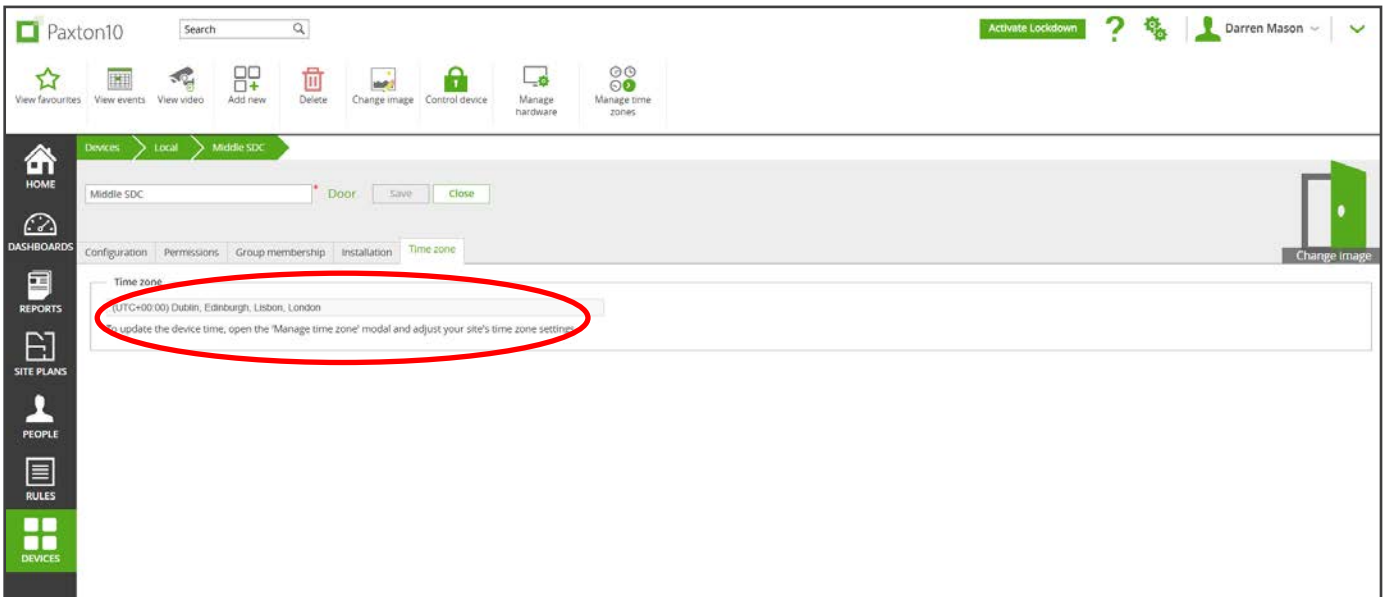 Paxton10
Search
Activate Lockdown
?
Darren Mason
View favourites
View events
View video
Add new
Delete
Change image
Control device
Manage hardware
Manage time zones
Devices
Local
Middle SDC
HOME
DASHBOARDS
REPORTS
SITE PLANS
PEOPLE
RULES
DEVICES
Middle SDC
*
Door
Save
Close
Change image
Configuration
Permissions
Group membership
Installation
Time zone
Time zone
(UTC+00:00) Dublin, Edinburgh, Lisbon, London
To update the device time, open the 'Manage time zone' modal and adjust your site's time zone settings